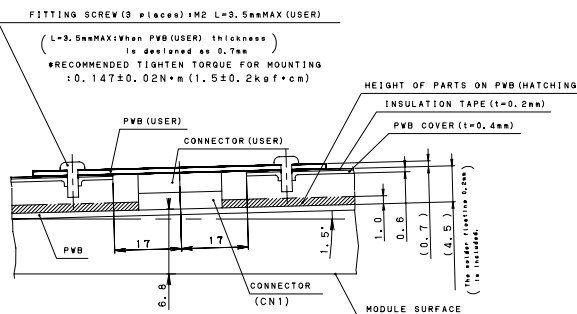 FITTING SCREW(3 places):M2 L=3.5mmMAX(USER)
(L=3.5mmMAX:When PWB(USER) thickness
is designed as 0.7mm)
*RECOMMENDED TIGHTEN TORQUE FOR MOUNTING
:0.147±0.02N•m(1.5±0.2kgf•cm)
HEIGHT OF PARTS ON PWB(HATCHING
INSULATION TAPE(t=0.2mm)
PWB(USER)
PWB COVER(t=0.4mm)
CONNECTOR(USER)
PWB
17
17
6.8
1.5
1.0
0.6
(0.7)
(4.5)
(The solder floating 0.2mm
is included.)
CONNECTOR
(CN1)
MODULE SURFACE